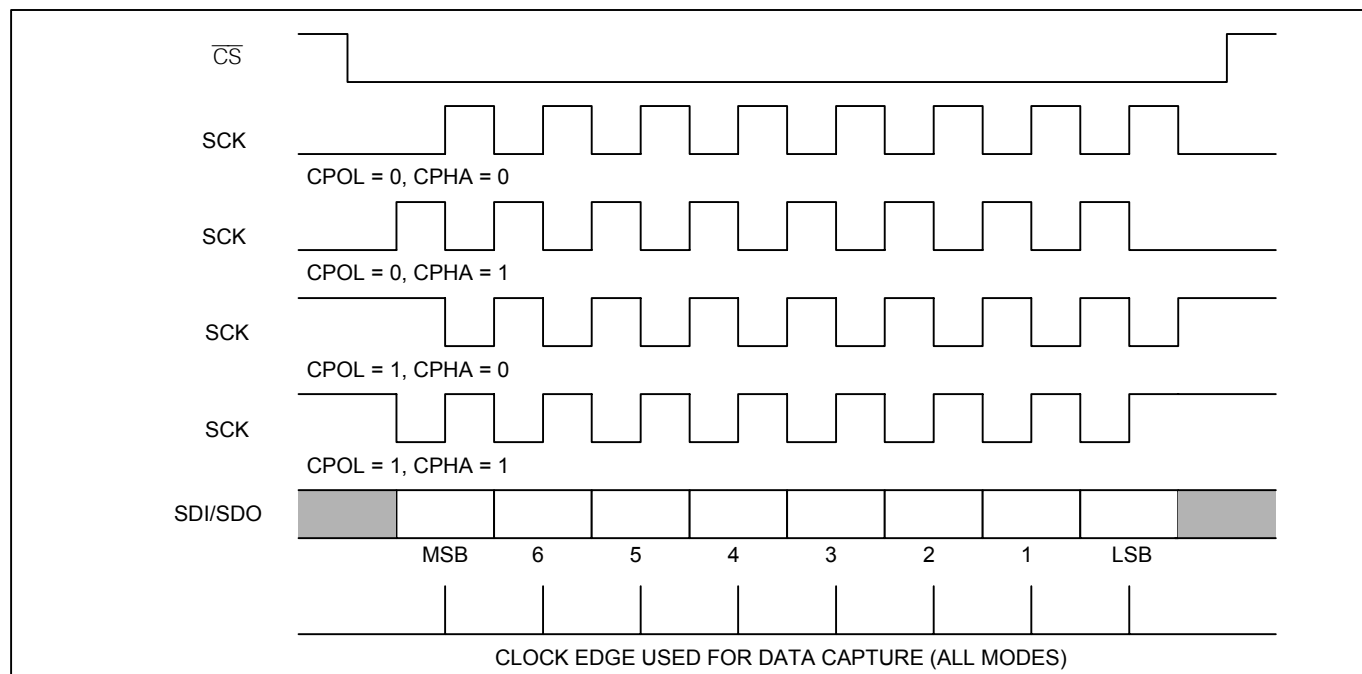 CS
SCK
CPOL = 0, CPHA = 0
SCK
CPOL = 0, CPHA = 1
SCK
CPOL = 1, CPHA = 0
SCK
CPOL = 1, CPHA = 1
SDI/SDO
MSB 6 5 4 3 2 1 LSB
CLOCK EDGE USED FOR DATA CAPTURE (ALL MODES)